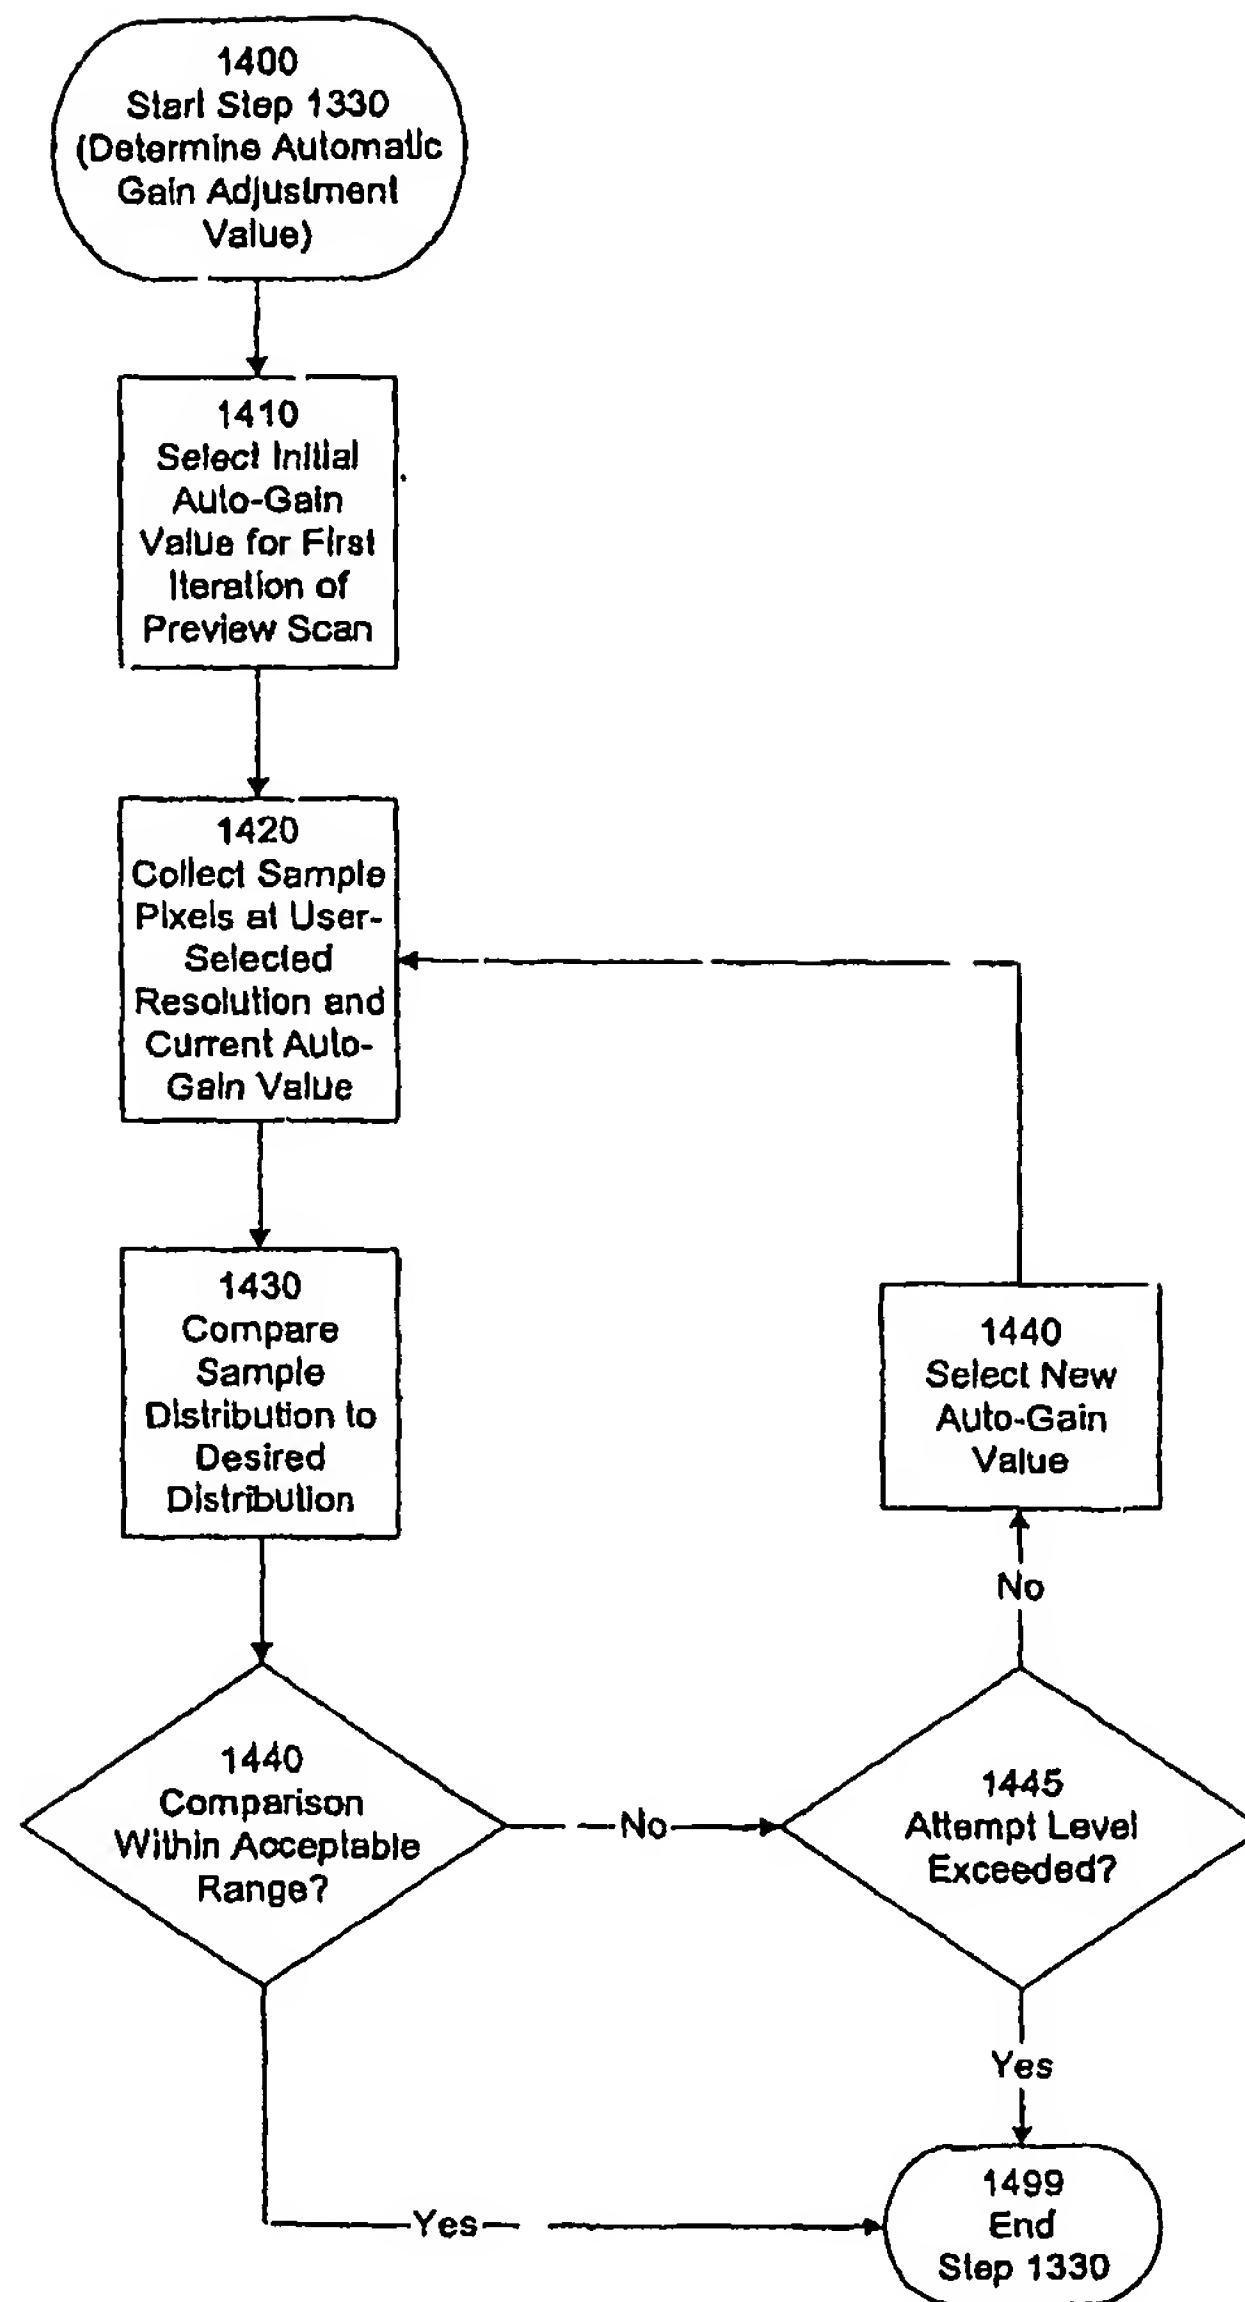 1400
Start Step 1330
(Determine Automatic
Gain Adjustment
Value)
1410
Select Initial
Auto-Gain
Value for First
Iteration of
Preview Scan
1420
Collect Sample
Pixels at User-
Selected
Resolution and
Current Auto-
Gain Value
1430
Compare
Sample
Distribution to
Desired
Distribution
1440
Select New
Auto-Gain
Value
No
1440
Comparison
Within Acceptable
Range?
No
1445
Attempt Level
Exceeded?
Yes
Yes
1499
End
Step 1330